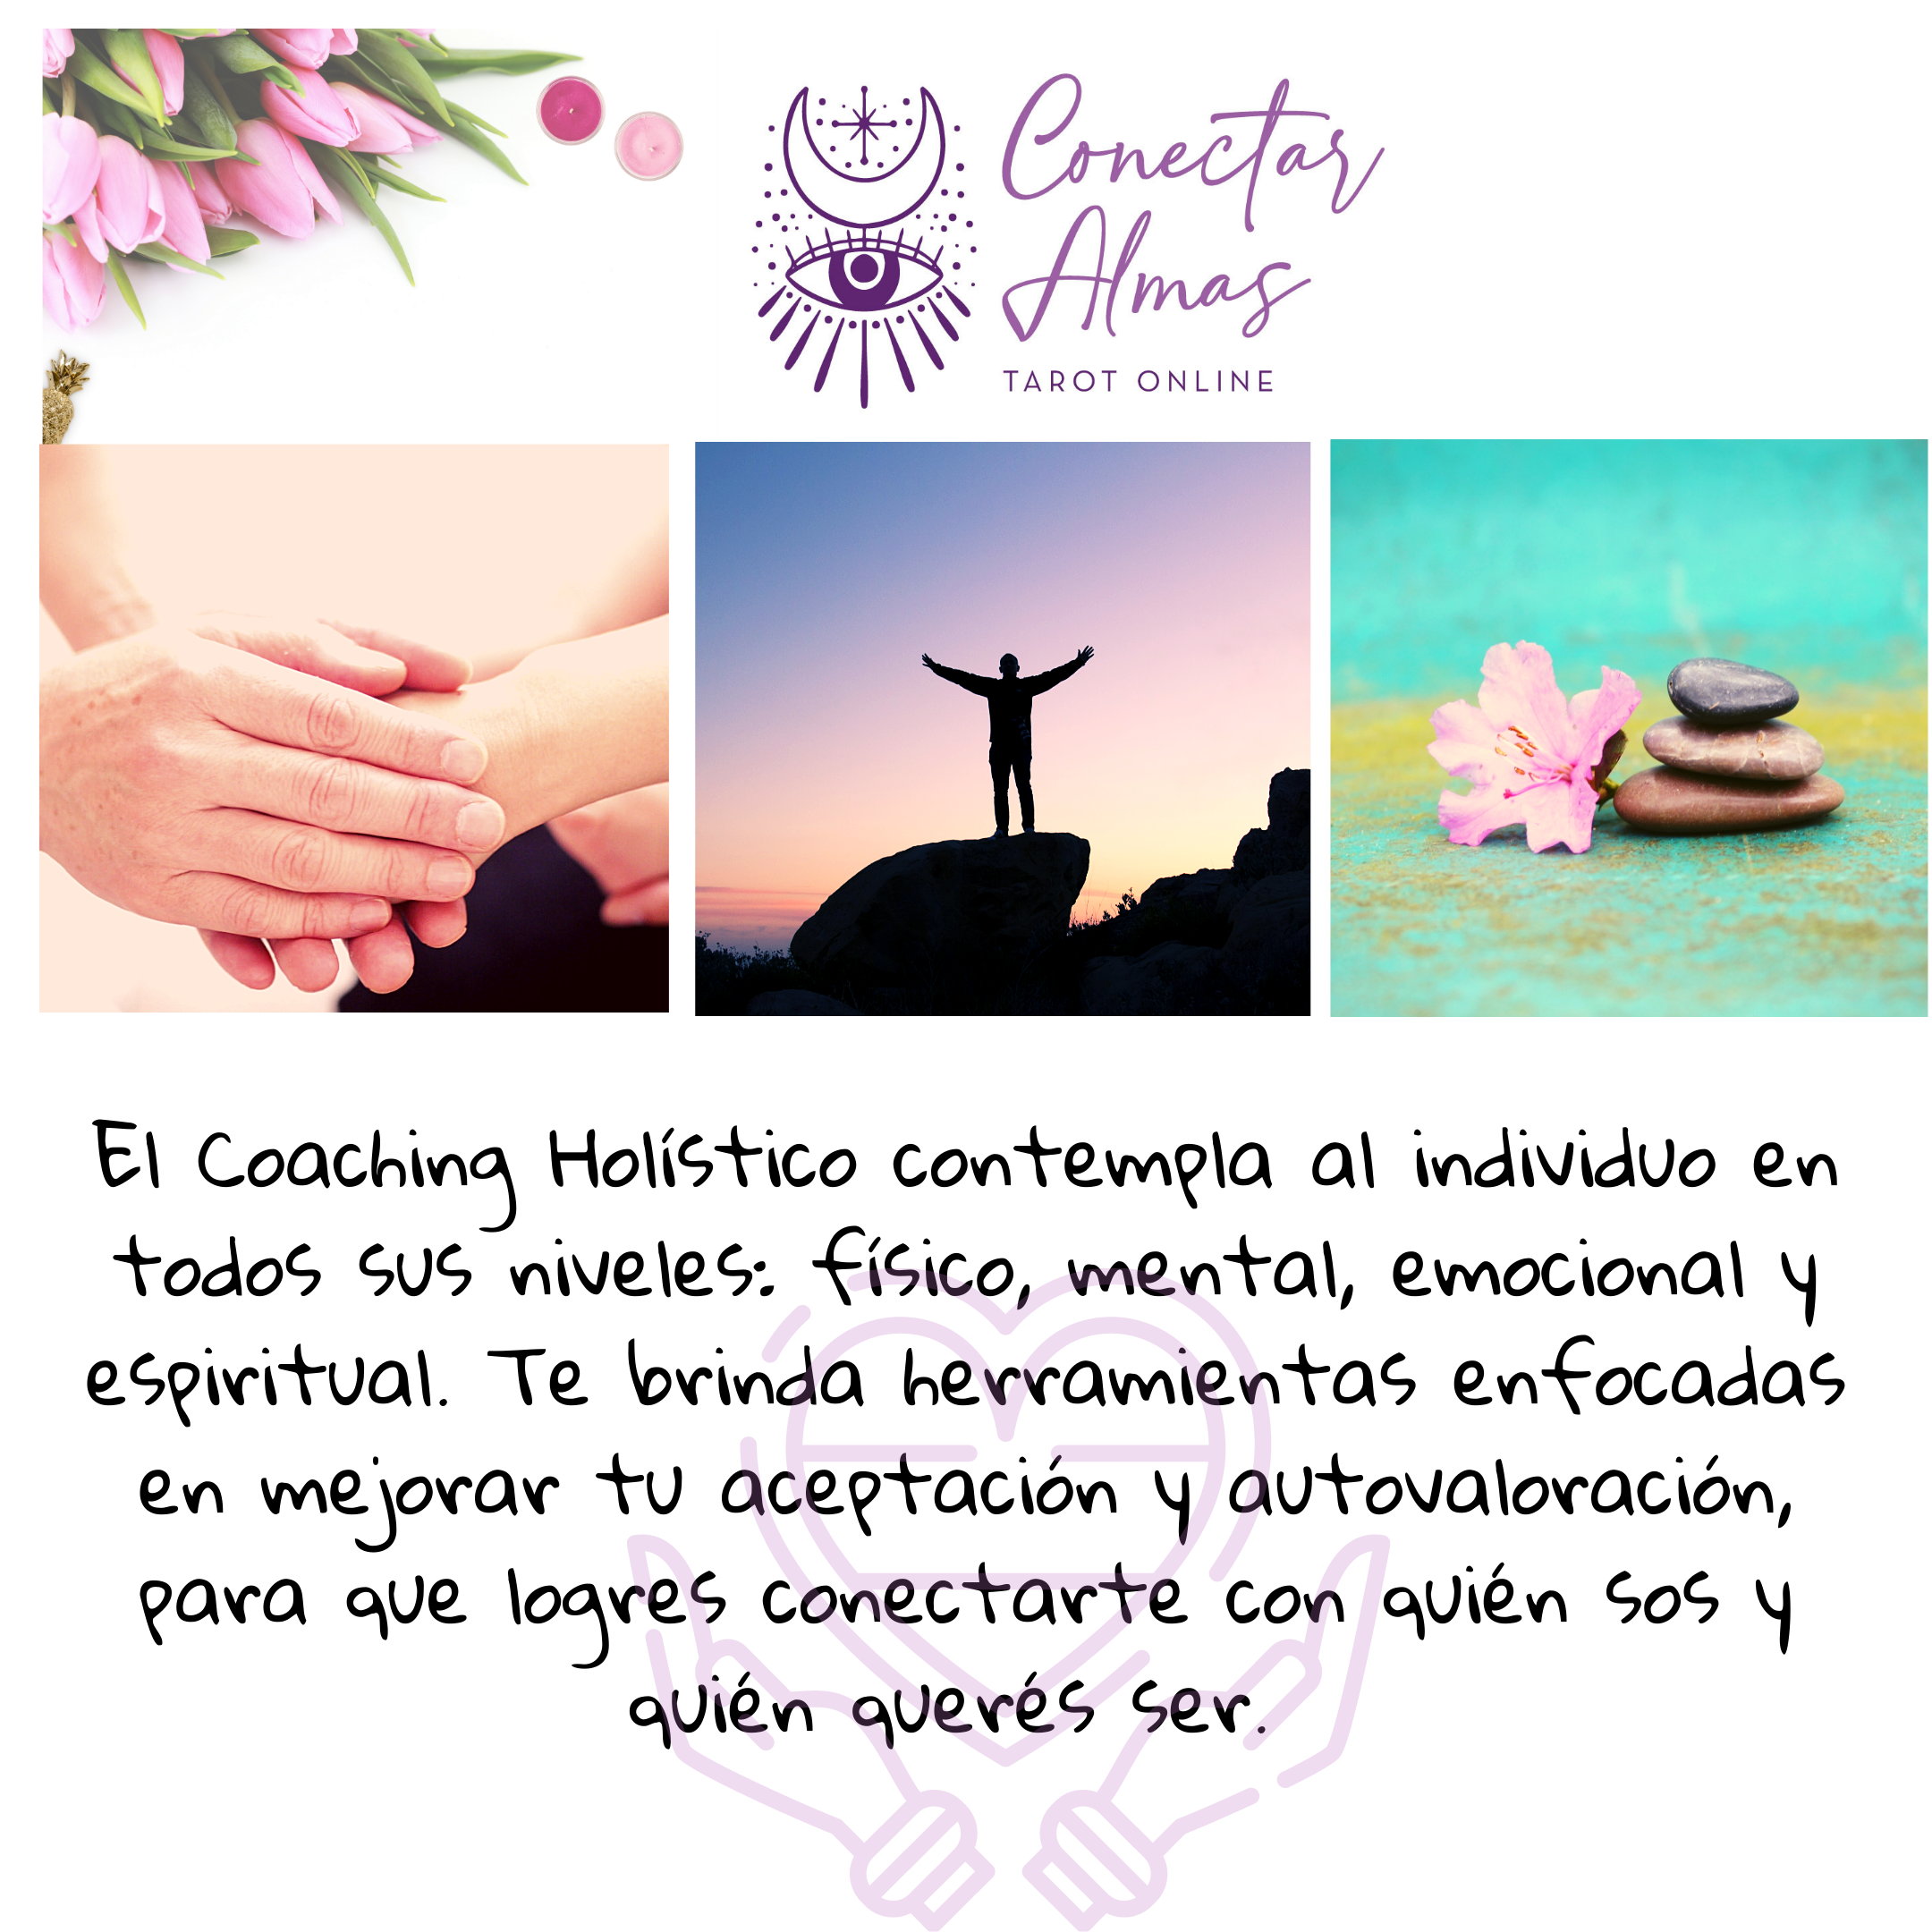 Conectar
Almas
TAROT ONLINE
El Coaching Holístico contempla al individuo en
todos sus niveles: físico, mental, emocional y
espiritual. Te brinda herramientas enfocadas
en mejorar tu aceptación y autovaloración,
para que logres conectarte con quién sos y
quién querés ser.